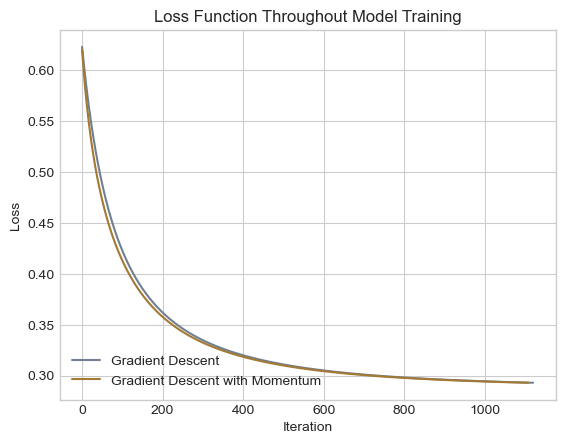 Loss Function Throughout Model Training
0.60
0.55
0.50
0.45
0.40
0.35
0.30
Loss
Gradient Descent
Gradient Descent with Momentum
0 200 400 600 800 1000
Iteration